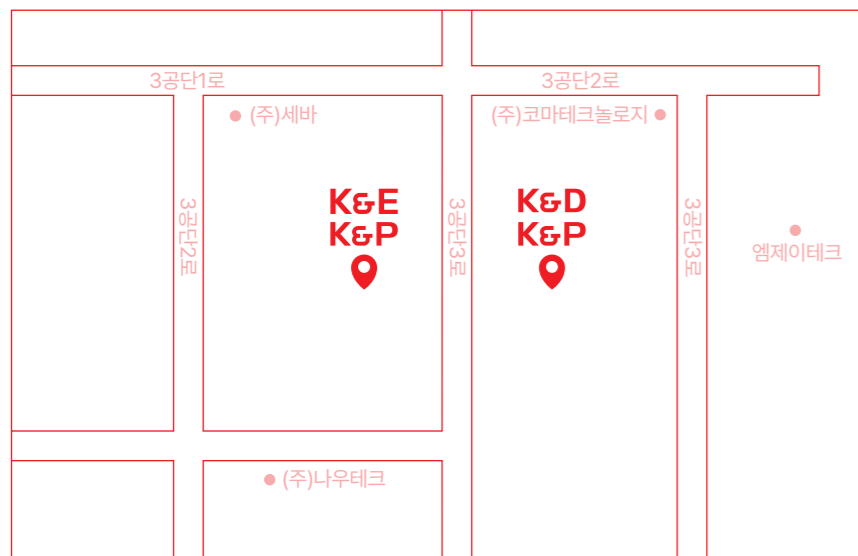 3공단1로
3공단2로
(주)세바
(주)코마테크놀로지
K&E
K&P
K&D
K&P
3공단2로
3공단3로
3공단3로
엠제이테크
(주)나우테크